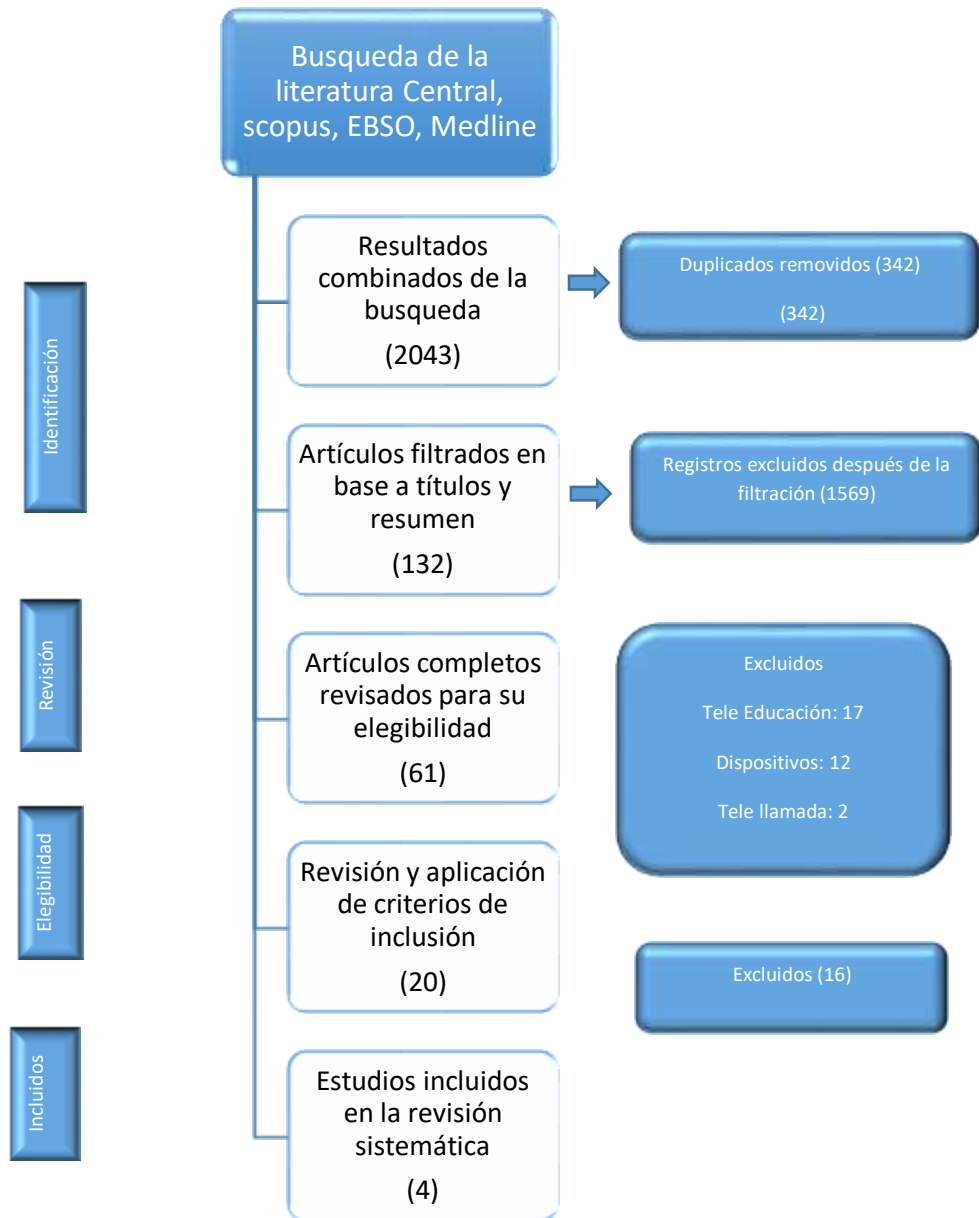 Busqueda de la
literatura Central,
scopus, EBSO, Medline
Resultados
combinados de la
busqueda
(2043)
Duplicados removidos (342)
(342)
Identificación
Artículos filtrados en
base a títulos y
resumen
(132)
Registros excluidos después de la
filtración (1569)
Revisión
Artículos completos
revisados para su
elegibilidad
(61)
Excluidos
Tele Educación: 17
Dispositivos: 12
Tele llamada: 2
Elegibilidad
Revisión y aplicación
de criterios de
inclusión
(20)
Excluidos (16)
Incluidos
Estudios incluidos
en la revisión
sistemática
(4)